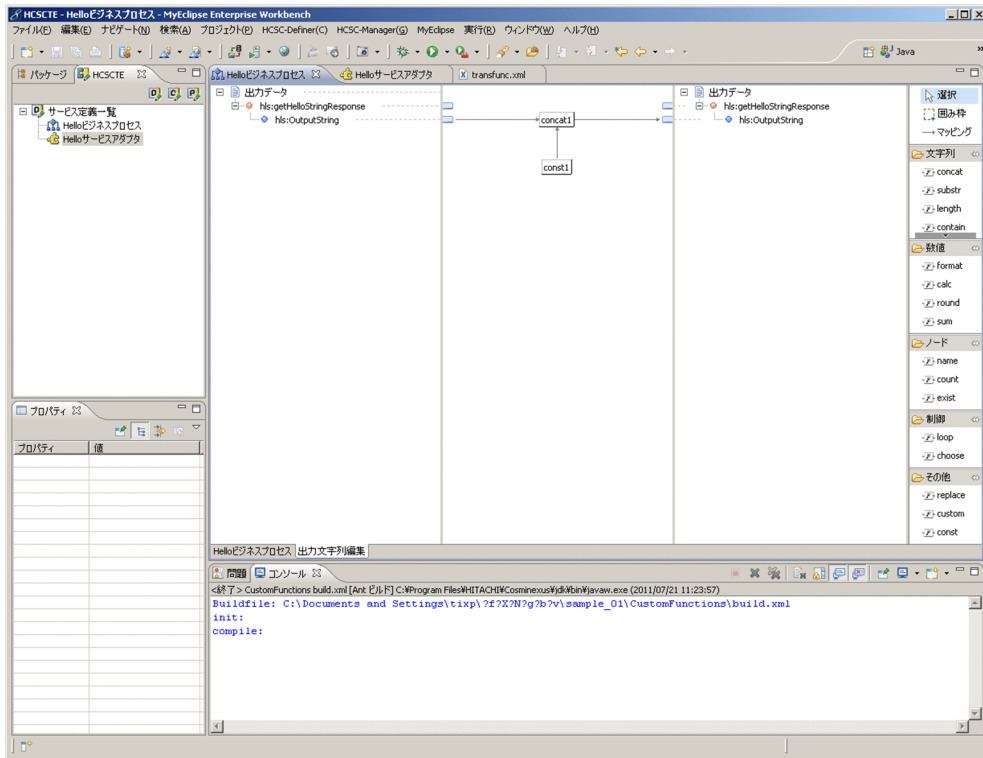 HCSCTE - Helloビジネスプロセス - MyEclipse Enterprise Workbench
ファイル(F) 編集(E) ナビゲート(N) 検索(A) プロジェクト(P) HCSC-Definer(C) HCSC-Manager(G) MyEclipse 実行(R) ウィンドウ(W) ヘルプ(H)
Java
パッケージ HCSCTE
サービス定義一覧
Helloビジネスプロセス
Helloサービスアダプタ
Helloビジネスプロセス Helloサービスアダプタ transfunc.xml
出力データ
hls:getHelloStringResponse
hls:OutputString
concat1
const1
出力データ
hls:getHelloStringResponse
hls:OutputString
選択
囲み枠
マッピング
文字列
concat
substr
length
contain
数値
format
calc
round
sum
ノード
name
count
exist
制御
loop
choose
その他
replace
custom
const
Helloビジネスプロセス 出力文字列編集
プロパティ
プロパティ 値
問題 コンソール
<終了> CustomFunctions build.xml [Ant ビルド] C:¥Program Files¥HITACHI¥Cosminexus¥jdk¥bin¥javaw.exe (2011/07/21 11:23:57)
Buildfile: C:\Documents and Settings\tixp\?f?X?N?g?b?v\sample_01\CustomFunctions\build.xml
init:
compile: